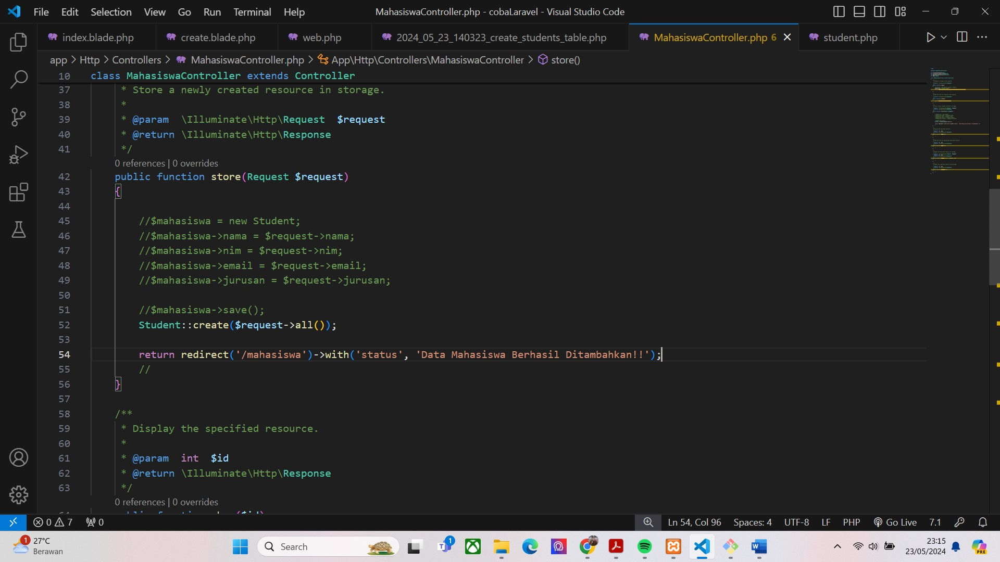 File Edit Selection View Go Run Terminal Help MahasiswaController.php - cobaLaravel - Visual Studio Code
index.blade.php create.blade.php web.php 2024_05_23_140323_create_students_table.php MahasiswaController.php 6 student.php
app > Http > Controllers > MahasiswaController.php > App\Http\Controllers\MahasiswaController > store()
10 class MahasiswaController extends Controller
37 * Store a newly created resource in storage.
38 *
39 * @param \Illuminate\Http\Request $request
40 * @return \Illuminate\Http\Response
41 */
0 references | 0 overrides
42 public function store(Request $request)
43 {
44
45 //$mahasiswa = new Student;
46 //$mahasiswa->nama = $request->nama;
47 //$mahasiswa->nim = $request->nim;
48 //$mahasiswa->email = $request->email;
49 //$mahasiswa->jurusan = $request->jurusan;
50
51 //$mahasiswa->save();
52 Student::create($request->all());
53
54 return redirect('/mahasiswa')->with('status', 'Data Mahasiswa Berhasil Ditambahkan!!');
55 //
56 }
57
58 /**
59 * Display the specified resource.
60 *
61 * @param int $id
62 * @return \Illuminate\Http\Response
63 */
0 references | 0 overrides
0 7 0 Ln 54, Col 96 Spaces: 4 UTF-8 LF PHP Go Live 7.1
1 27°C
Berawan
Search
1
23:15
23/05/2024
PRE